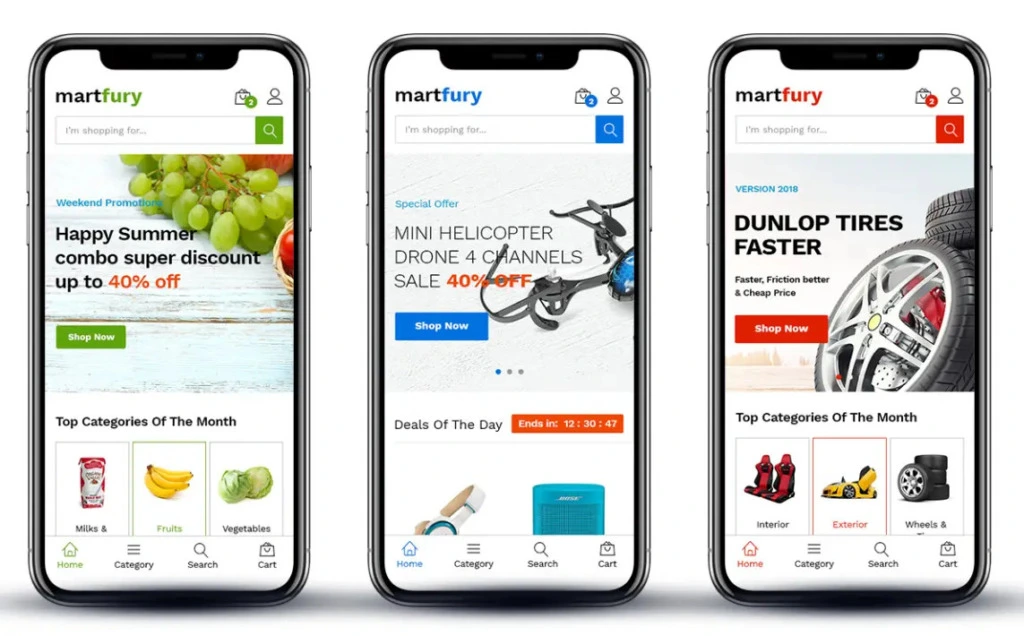 martfury
2
I'm shopping for...
Weekend Promotions
Happy Summer
combo super discount
up to 40% off
Shop Now
Top Categories Of The Month
Milks &
Fruits
Vegetables
Home
Category
Search
Cart
martfury
2
I'm shopping for...
Special Offer
MINI HELICOPTER
DRONE 4 CHANNELS
SALE 40% OFF
Shop Now
Deals Of The Day
Ends in: 12 : 30 : 47
BOSE
Home
Category
Search
Cart
martfury
2
I'm shopping for...
VERSION 2018
DUNLOP TIRES
FASTER
Faster, Friction better
& Cheap Price
Shop Now
Top Categories Of The Month
Interior
Exterior
Wheels &
Home
Category
Search
Cart